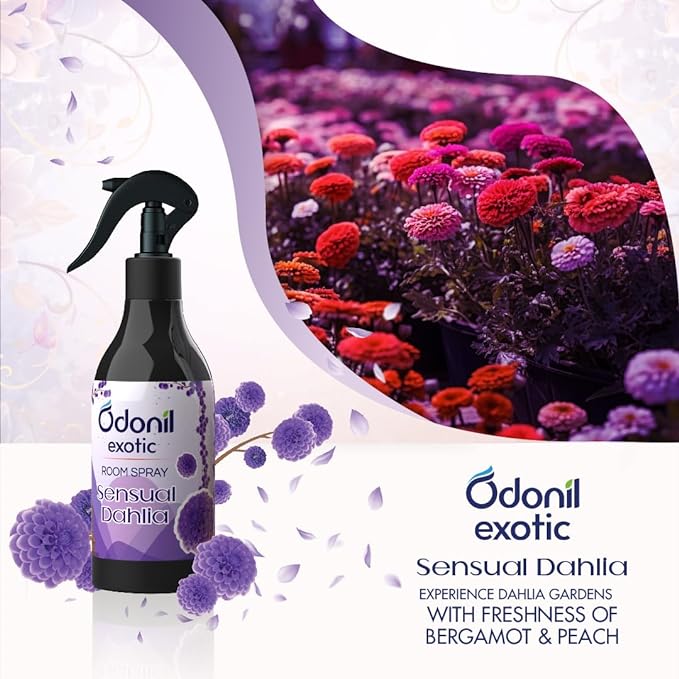 Odonil
exotic
ROOM SPRAY
Sensual
Dahlia
Odonil
exotic
Sensual Dahlia
EXPERIENCE DAHLIA GARDENS
WITH FRESHNESS OF
BERGAMOT & PEACH